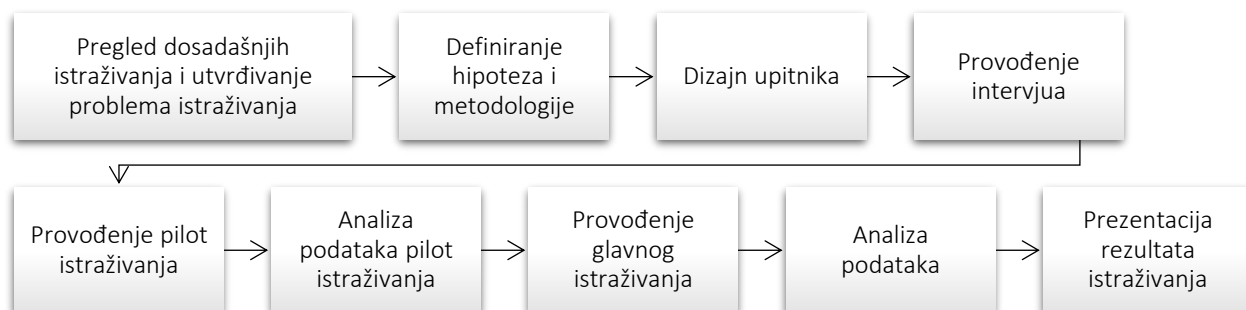 Pregled dosadašnjih
istraživanja i utvrđivanje
problema istraživanja
Definiranje
hipoteza i
metodologije
Dizajn upitnika
Provođenje
intervjua
Provođenje pilot
istraživanja
Analiza
podataka pilot
istraživanja
Provođenje
glavnog
istraživanja
Analiza
podataka
Prezentacija
rezultata
istraživanja